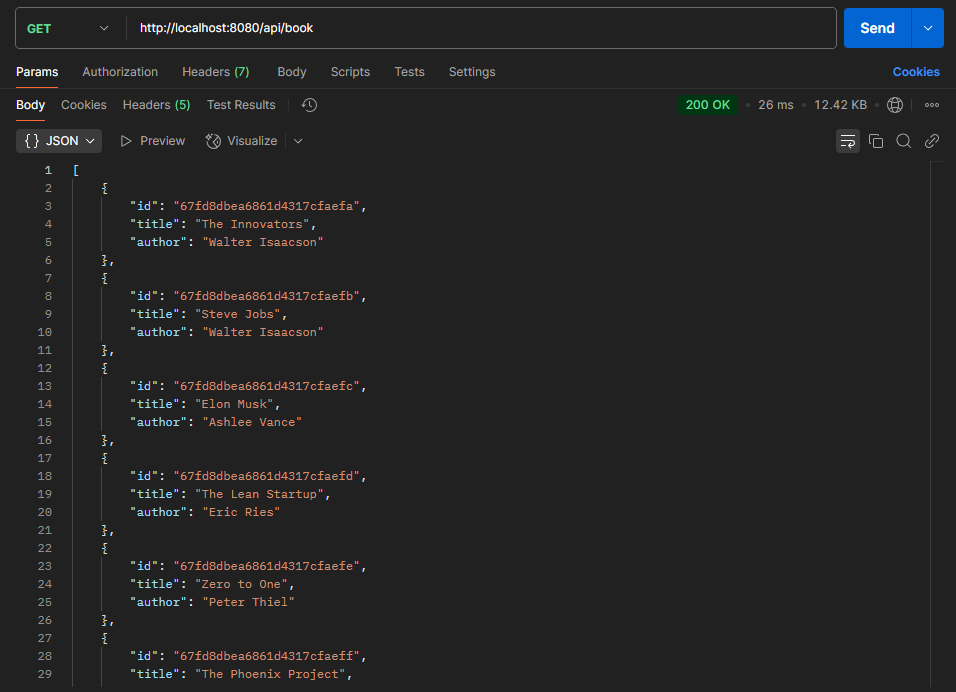 GET http://localhost:8080/api/book Send
Params Authorization Headers (7) Body Scripts Tests Settings Cookies
Body Cookies Headers (5) Test Results 200 OK • 26 ms • 12.42 KB •
{} JSON Preview Visualize
1 [
2 {
3 "id": "67fd8dbea6861d4317cfaefa",
4 "title": "The Innovators",
5 "author": "Walter Isaacson"
6 },
7 {
8 "id": "67fd8dbea6861d4317cfaefb",
9 "title": "Steve Jobs",
10 "author": "Walter Isaacson"
11 },
12 {
13 "id": "67fd8dbea6861d4317cfaefc",
14 "title": "Elon Musk",
15 "author": "Ashlee Vance"
16 },
17 {
18 "id": "67fd8dbea6861d4317cfaefd",
19 "title": "The Lean Startup",
20 "author": "Eric Ries"
21 },
22 {
23 "id": "67fd8dbea6861d4317cfaefe",
24 "title": "Zero to One",
25 "author": "Peter Thiel"
26 },
27 {
28 "id": "67fd8dbea6861d4317cfaeff",
29 "title": "The Phoenix Project",